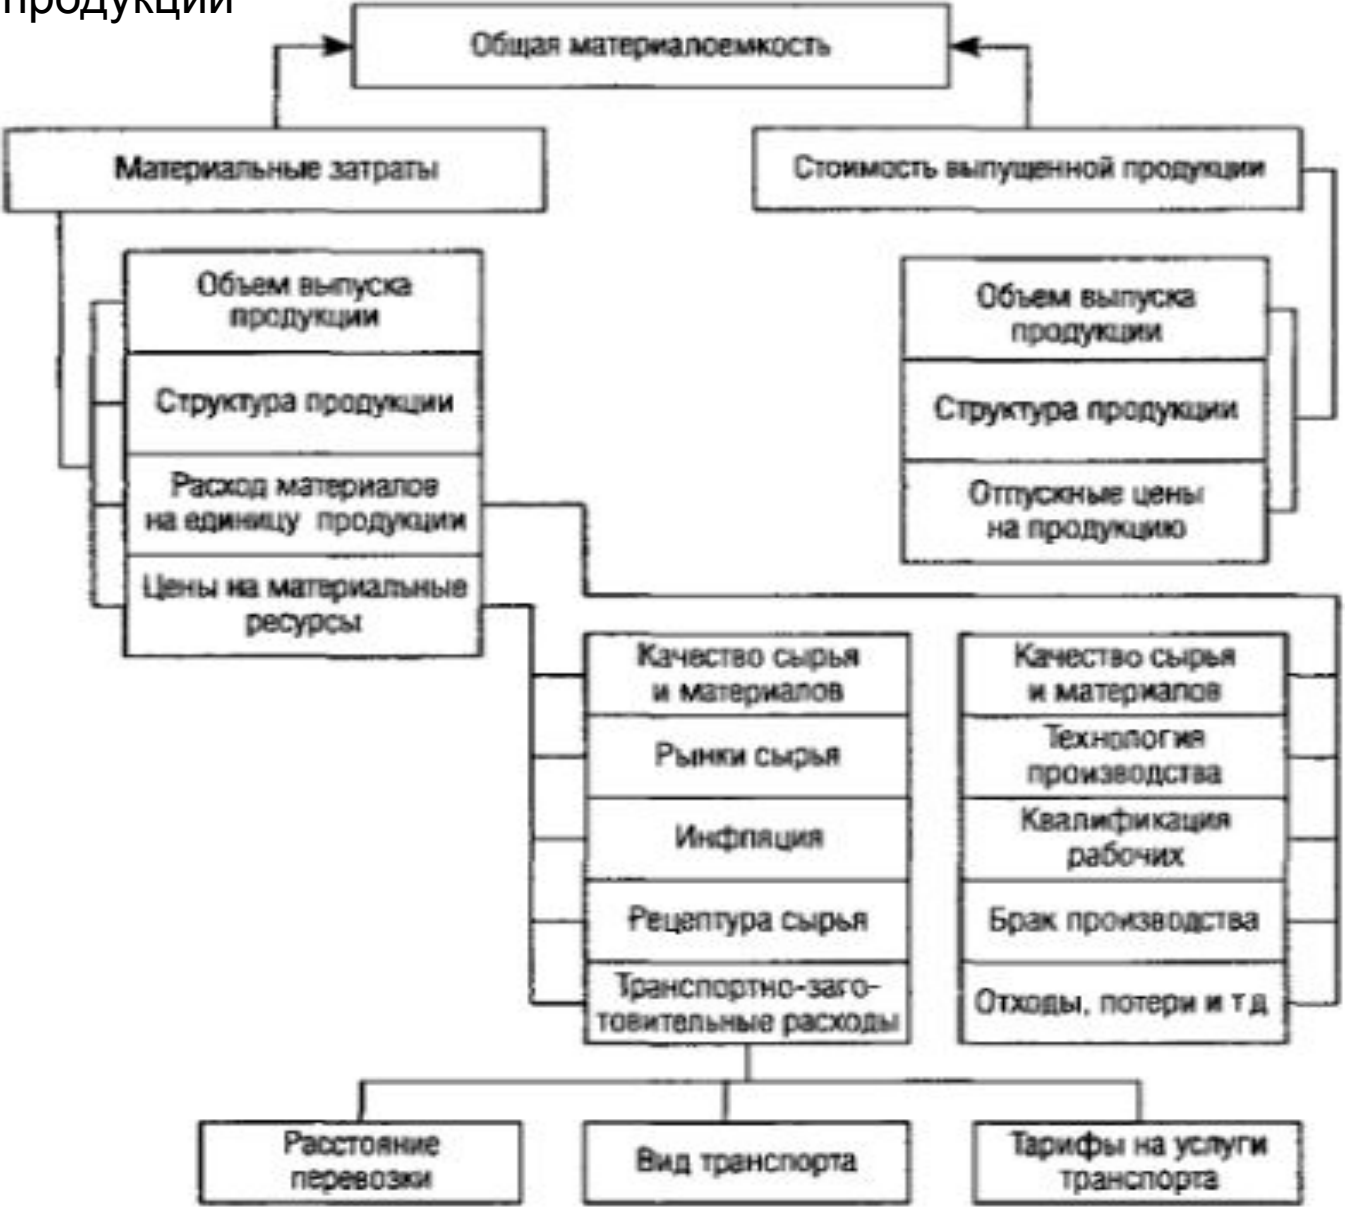 продукции
Общая материалоемкость
Материальные затраты
Стоимость выпущенной продукции
Объем выпуска
продукции
Структура продукции
Расход материалов
на единицу продукции
Цены на материальные
ресурсы
Объем выпуска
продукции
Структура продукции
Отпускные цены
на продукцию
Качество сырья
и материалов
Рынки сырья
Инфляция
Рецептура сырья
Транспортно-заго-
товительные расходы
Качество сырья
и материалов
Технология
производства
Квалификация
рабочих
Брак производства
Отходы, потери и т д
Расстояние
перевозки
Вид транспорта
Тарифы на услуги
транспорта